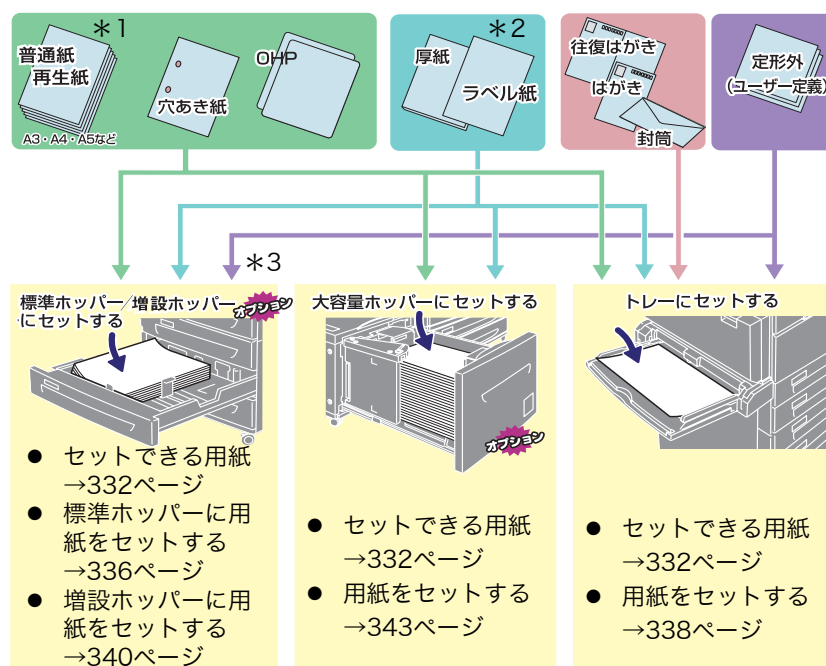 ＊1
普通紙
再生紙
A3・A4・A5など
穴あき紙
OHP
＊2
厚紙
ラベル紙
往復はがき
はがき
封筒
定形外
（ユーザー定義）
＊3
標準ホッパー/増設ホッパー
にセットする
オプション
● セットできる用紙
→332ページ
● 標準ホッパーに用
紙をセットする
→336ページ
● 増設ホッパーに用
紙をセットする
→340ページ
大容量ホッパーにセットする
オプション
● セットできる用紙
→332ページ
● 用紙をセットする
→343ページ
トレーにセットする
● セットできる用紙
→332ページ
● 用紙をセットする
→338ページ